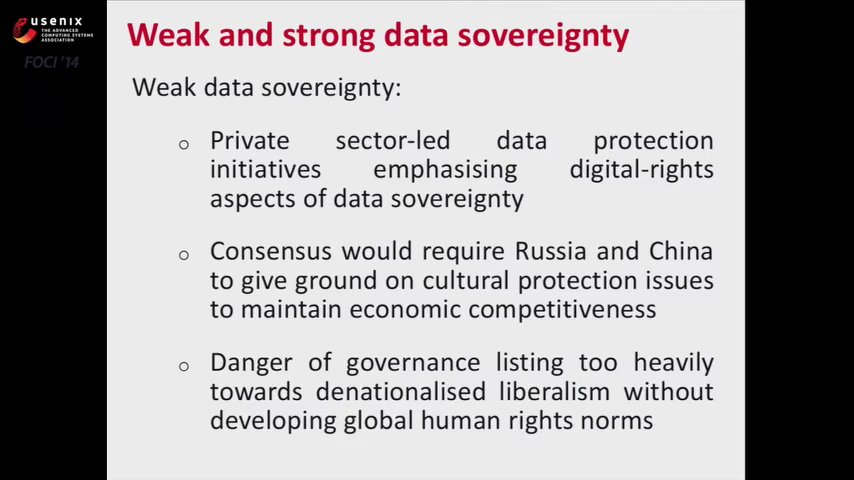 USENIX
THE ADVANCED
COMPUTING SYSTEMS
ASSOCIATION
FOCI '14
Weak and strong data sovereignty
Weak data sovereignty:
Private sector-led data protection
initiatives emphasising digital-rights
aspects of data sovereignty
Consensus would require Russia and China
to give ground on cultural protection issues
to maintain economic competitiveness
Danger of governance listing too heavily
towards denationalised liberalism without
developing global human rights norms